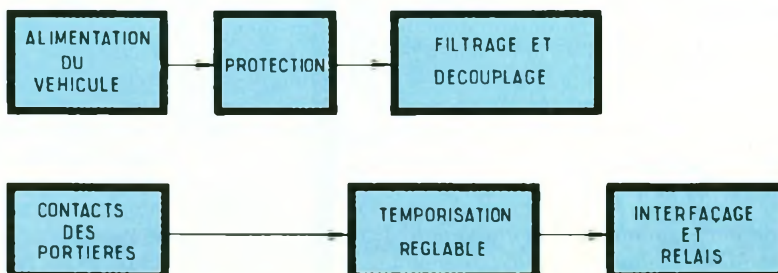 ALIMENTATION
DU
VEHICULE
PROTECTION
FILTRAGE ET
DECOUPLAGE
CONTACTS
DES
PORTIERES
TEMPORISATION
REGLABLE
INTERFAÇAGE
ET
RELAIS